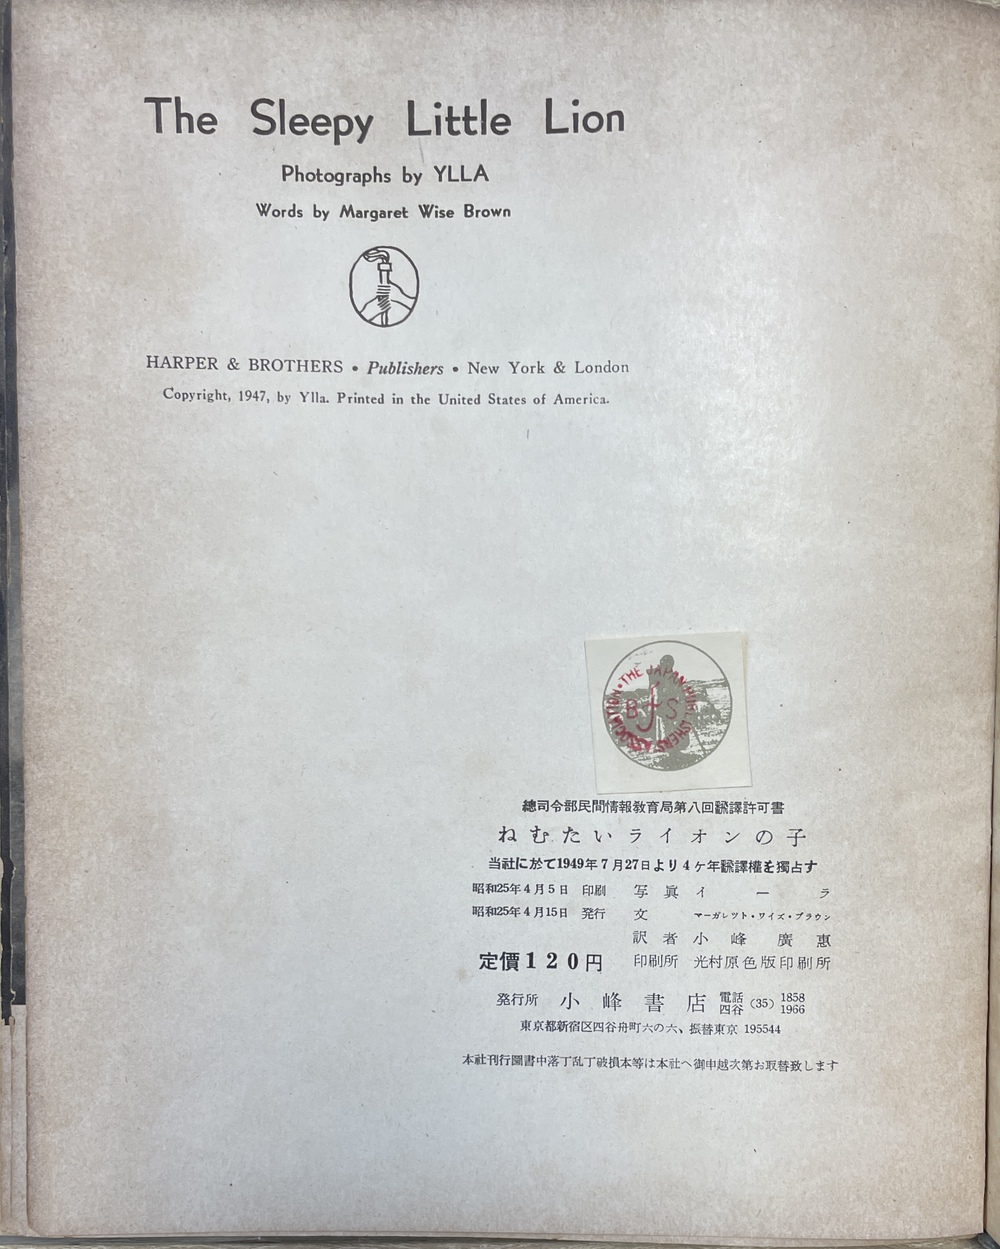 The Sleepy Little Lion
Photographs by YLLA
Words by Margaret Wise Brown
HARPER & BROTHERS • Publishers • New York & London
Copyright, 1947, by Ylla. Printed in the United States of America.
THE JAPAN PUBLISHERS ASSOCIATION
B f S
總司令部民間情報敎育局第八回飜譯許可書
ねむたいライオンの子
当社に於て1949年7月27日より4ヶ年飜譯權を獨占す
昭和25年4月5日 印刷 写眞 イーラ
昭和25年4月15日 発行 文 マーガレツト・ワイズ・ブラウン
訳者 小峰廣惠
定價120円 印刷所 光村原色版印刷所
発行所 小峰書店 電話四谷(35) 1858 1966
東京都新宿区四谷舟町六の六、振替東京 195544
本社刊行圖書中落丁乱丁破損本等は本社へ御申越次第お取替致します